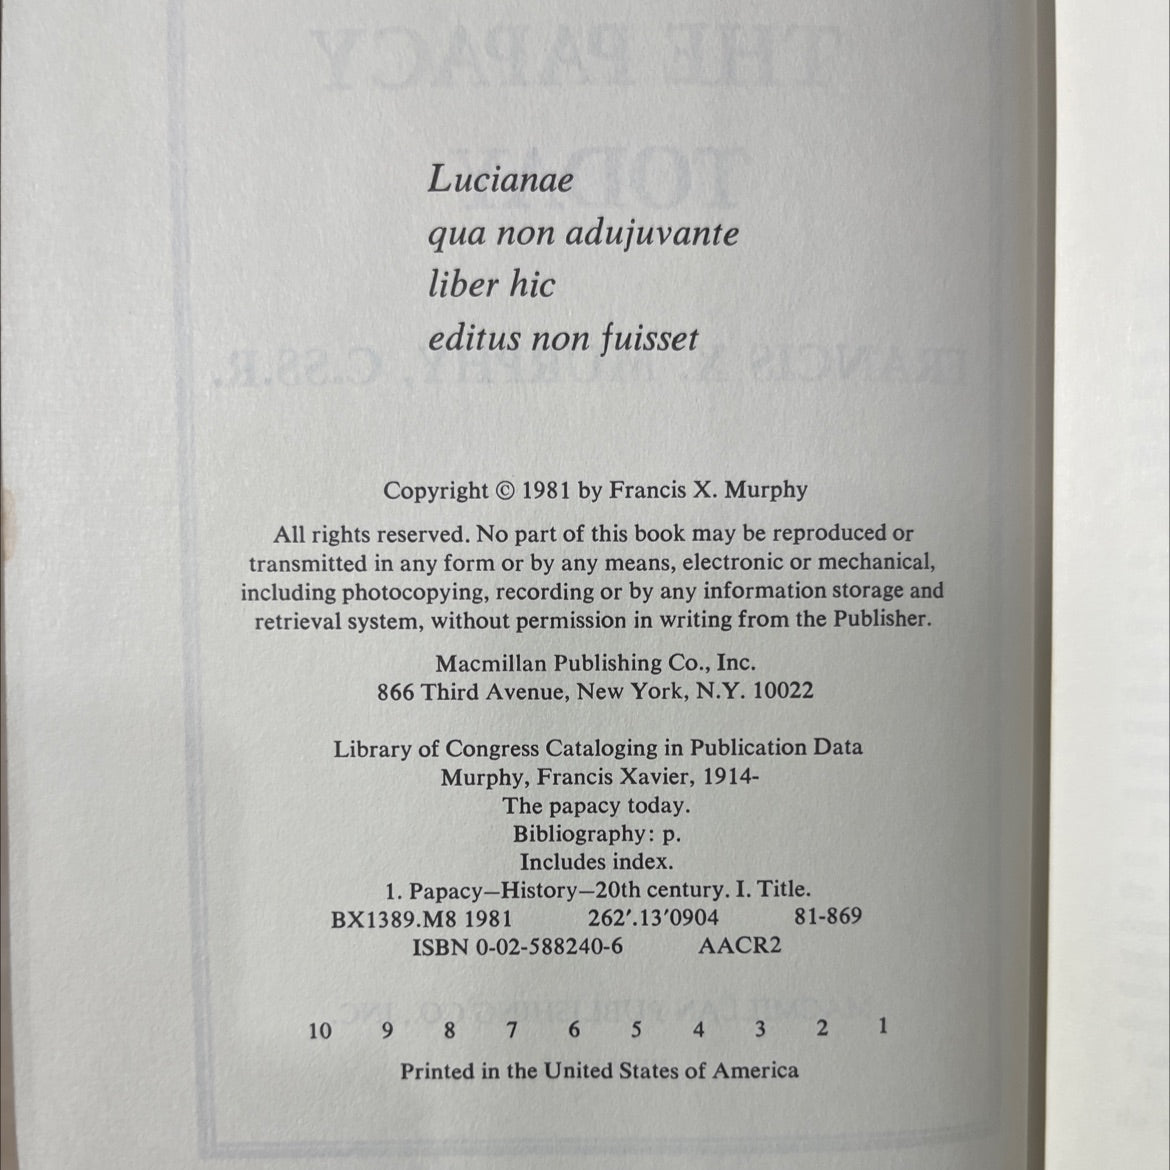 Lucianae
qua non adujuvante
liber hic
editus non fuisset
Copyright © 1981 by Francis X. Murphy
All rights reserved. No part of this book may be reproduced or
transmitted in any form or by any means, electronic or mechanical,
including photocopying, recording or by any information storage and
retrieval system, without permission in writing from the Publisher.
Macmillan Publishing Co., Inc.
866 Third Avenue, New York, N.Y. 10022
Library of Congress Cataloging in Publication Data
Murphy, Francis Xavier, 1914-
The papacy today.
Bibliography: p.
Includes index.
1. Papacy—History—20th century. I. Title.
BX1389.M8 1981 262′.13′0904 81-869
ISBN 0-02-588240-6 AACR2
10 9 8 7 6 5 4 3 2 1
Printed in the United States of America